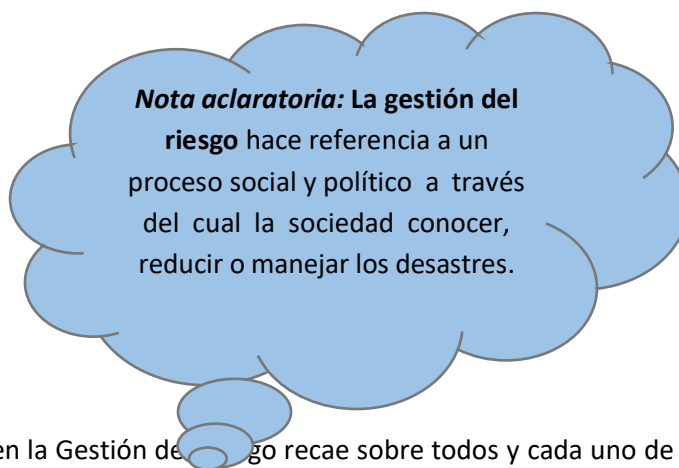 Nota aclaratoria: La gestión del
riesgo hace referencia a un
proceso social y político a través
del cual la sociedad conocer,
reducir o manejar los desastres.
en la Gestión de go recae sobre todos y cada uno de